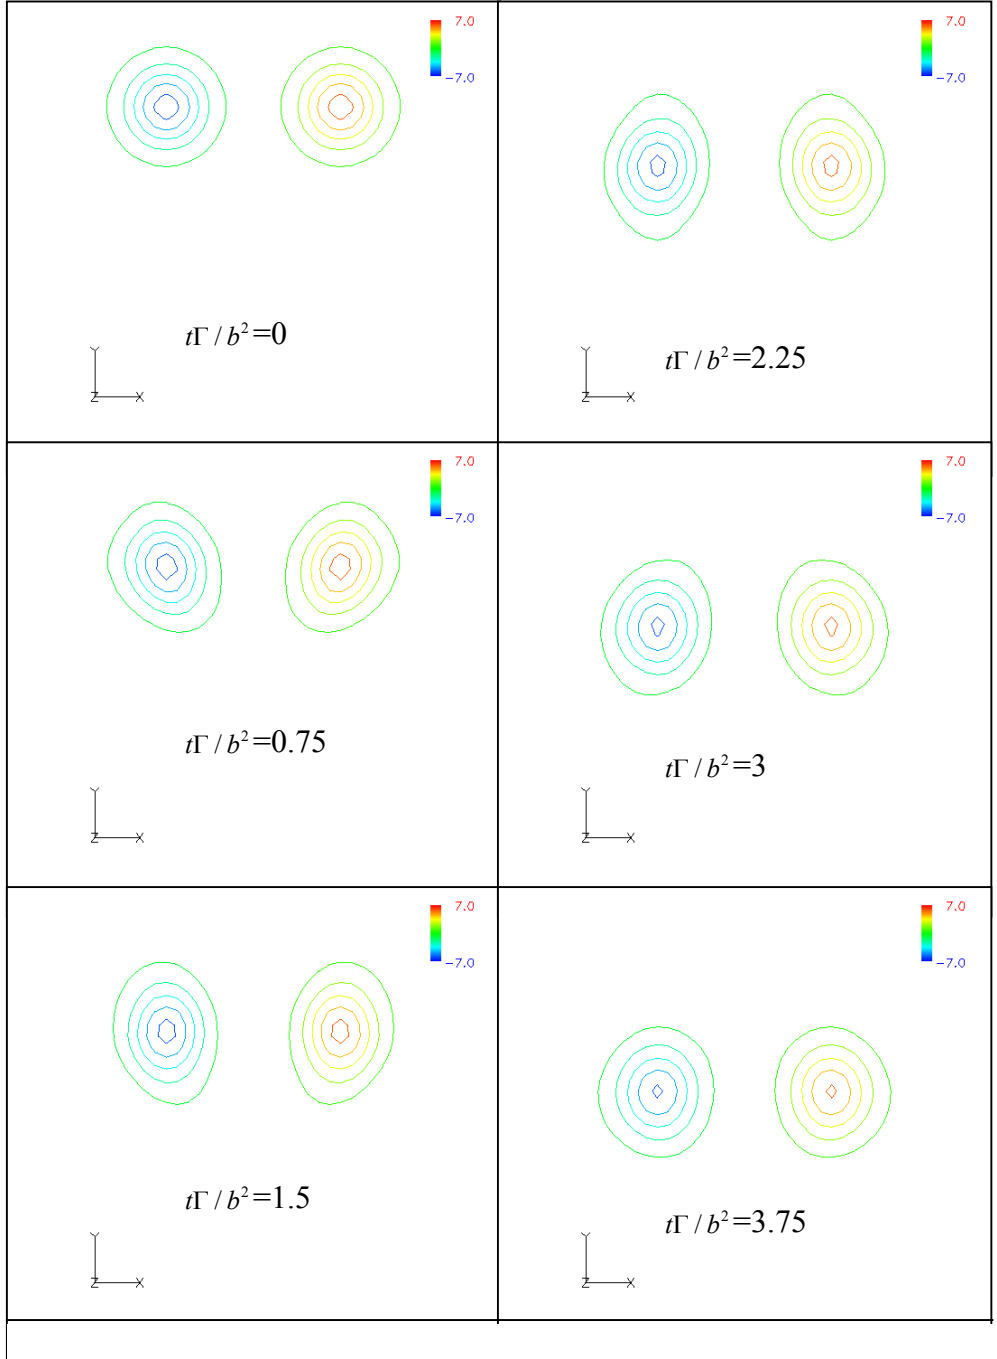 7.0
-7.0
tΓ / b²=0
Y
Z X
7.0
-7.0
tΓ / b²=2.25
Y
Z X
7.0
-7.0
tΓ / b²=0.75
Y
Z X
7.0
-7.0
tΓ / b²=3
Y
Z X
7.0
-7.0
tΓ / b²=1.5
Y
Z X
7.0
-7.0
tΓ / b²=3.75
Y
Z X